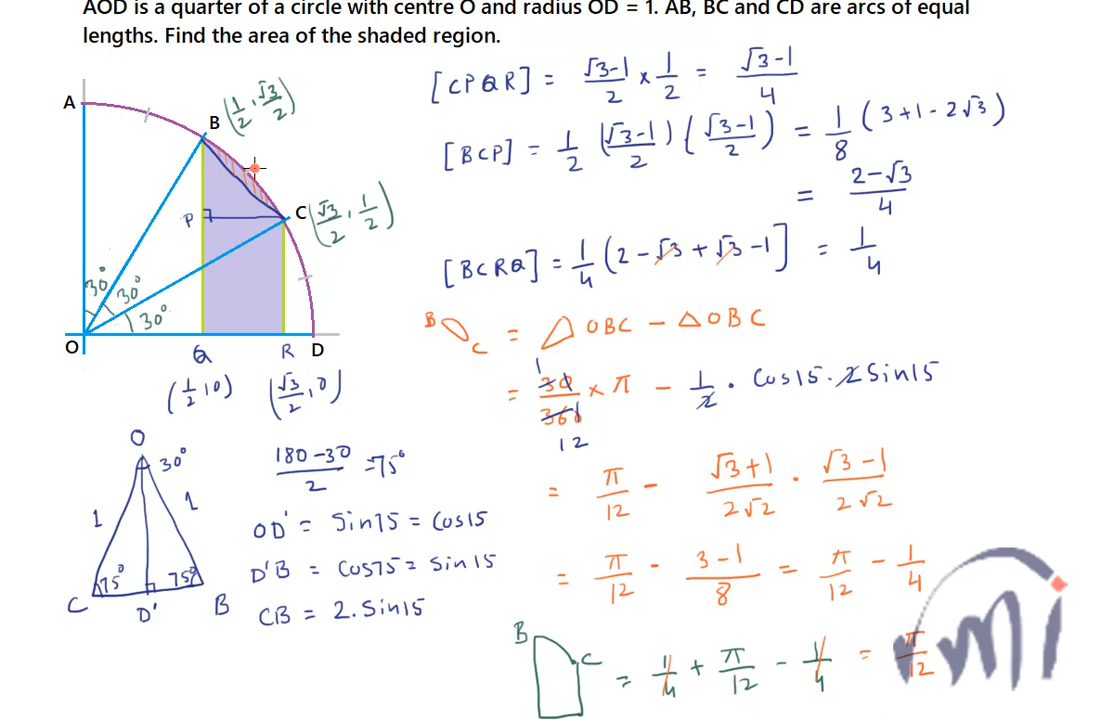 AOD is a quarter of a circle with centre O and radius OD = 1. AB, BC and CD are arcs of equal
lengths. Find the area of the shaded region.
A
B (1/2, √3/2)
P
C (√3/2, 1/2)
30° 30° 30°
O Q R D
(1/2, 0) (√3/2, 0)
[CPQR] = (√3-1)/2 × 1/2 = (√3-1)/4
[BCP] = 1/2 ((√3-1)/2) ((√3-1)/2) = 1/8 (3+1-2√3)
= (2-√3)/4
[BCRQ] = 1/4 (2-√3+√3-1] = 1/4
B C = OBC - △OBC
= 30/360 × π - 1/2 · Cos15 · 2Sin15
1
12
= π/12 - (√3+1)/(2√2) · (√3-1)/(2√2)
= π/12 - (3-1)/8 = π/12 - 1/4
B C = 1/4 + π/12 - 1/4 = π/12
O
30°
1 1
75° 75°
C D' B
(180-30)/2 = 75°
OD' = Sin75 = Cos15
D'B = Cos75 = Sin15
CB = 2.Sin15
mi